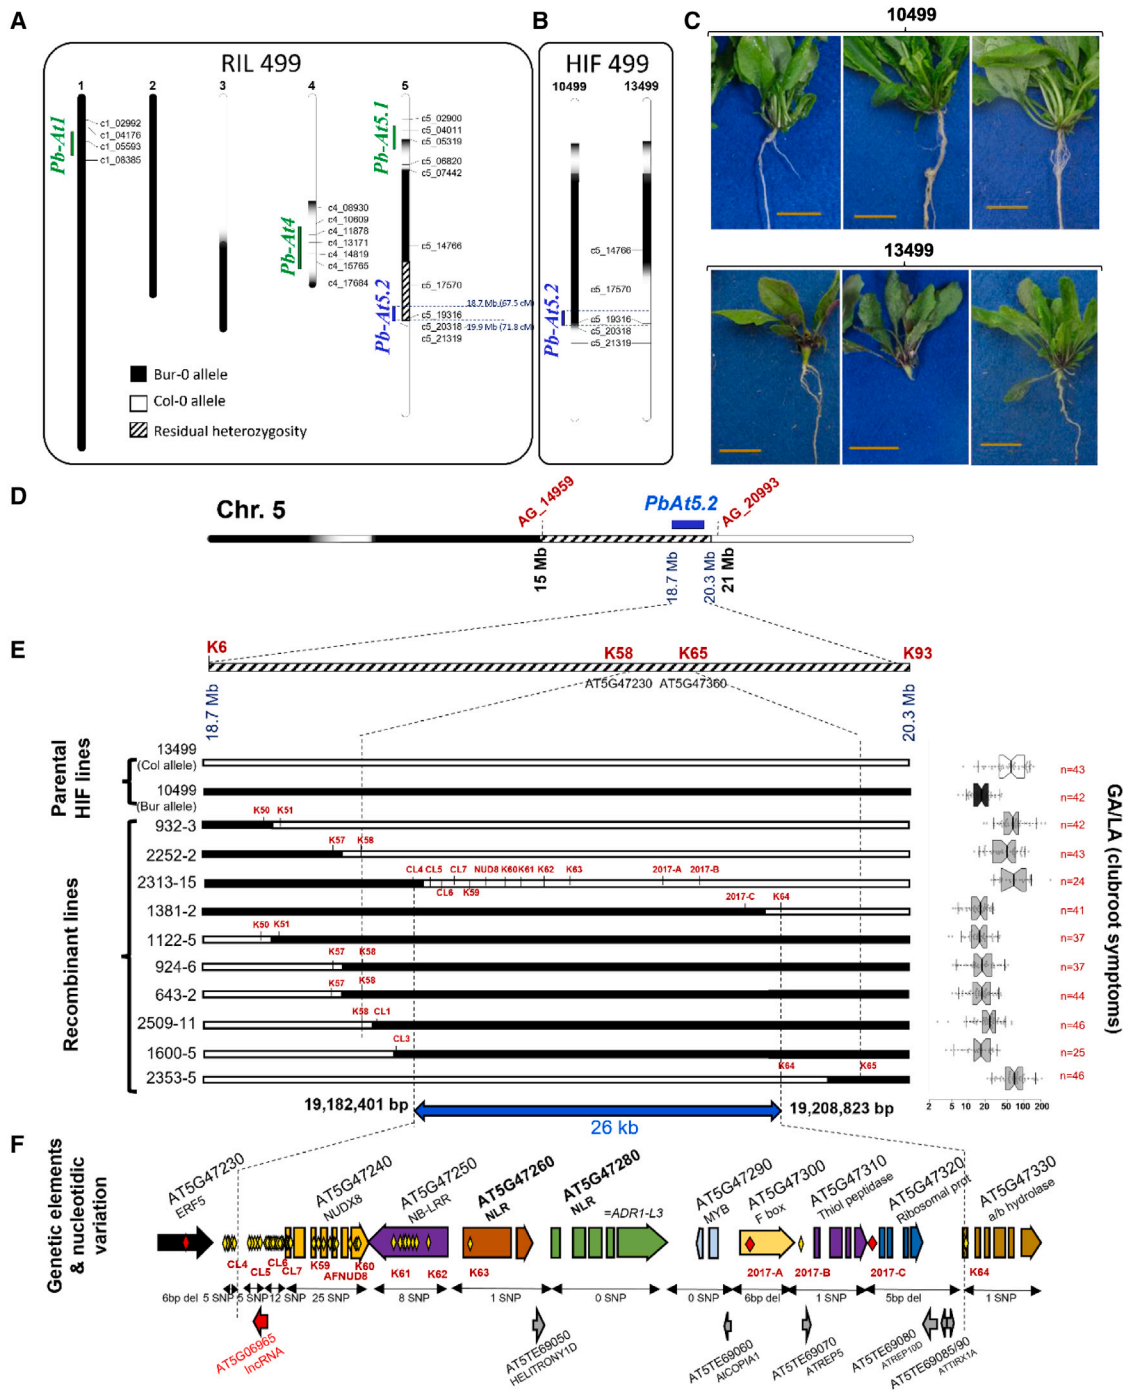 A
RIL 499
1 2 3 4 5
Pb-At1
c1_02992
c1_04176
c1_05593
c1_08385
Pb-At4
c4_08930
c4_10609
c4_11878
c4_13171
c4_14819
c4_15765
c4_17684
Pb-At5.1
c5_02900
c5_04011
c5_05319
c5_06820
c5_07442
c5_14766
c5_17570
18.7 Mb (67.5 cM)
Pb-At5.2
c5_19316
c5_20318
19.9 Mb (71.8 cM)
c5_21319
Bur-0 allele
Col-0 allele
Residual heterozygosity
B
HIF 499
10499 13499
c5_14766
c5_17570
Pb-At5.2
c5_19316
c5_20318
c5_21319
C
10499
13499
D
Chr. 5
AG_14959
PbAt5.2
AG_20993
15 Mb
18.7 Mb
20.3 Mb
21 Mb
E
K6 K58 K65 K93
AT5G47230 AT5G47360
18.7 Mb
20.3 Mb
Parental HIF lines
13499
(Col allele)
10499
(Bur allele)
Recombinant lines
932-3 K50 K51
2252-2 K57 K58
2313-15 CL4 CL5 CL7 NUD8 K60 K61 K62 K63 2017-A 2017-B
CL6 K59
1381-2 2017-C K64
1122-5 K50 K51
924-6 K57 K58
643-2 K57 K58
2509-11 K58 CL1
1600-5 CL3
2353-5 K64 K65
n=43
n=42
n=42
n=43
n=24
n=41
n=37
n=37
n=44
n=46
n=25
n=46
2 5 10 20 50 100 200
GA/LA (clubroot symptoms)
19,182,401 bp
19,208,823 bp
26 kb
F
Genetic elements & nucleotidic variation
AT5G47230
ERF5
AT5G47240
NUDX8
AT5G47250
NB-LRR
AT5G47260
NLR
AT5G47280
NLR
=ADR1-L3
AT5G47290
MYB
AT5G47300
F box
AT5G47310
Thiol peptidase
AT5G47320
Ribosomal prot
AT5G47330
a/b hydrolase
CL4 CL5 CL6 CL7 K59 AFNUD8 K60 K61 K62 K63 2017-A 2017-B 2017-C K64
6bp del 5 SNP 5 SNP 12 SNP 25 SNP 8 SNP 1 SNP 0 SNP 0 SNP 6bp del 1 SNP 5bp del 1 SNP
AT5G06965
lncRNA
AT5TE69050
HELITRONY1D
AT5TE69060
AtCOPIA1
AT5TE69070
ATREP5
AT5TE69080
ATREP10D
AT5TE69085/90
ATTIRX1A